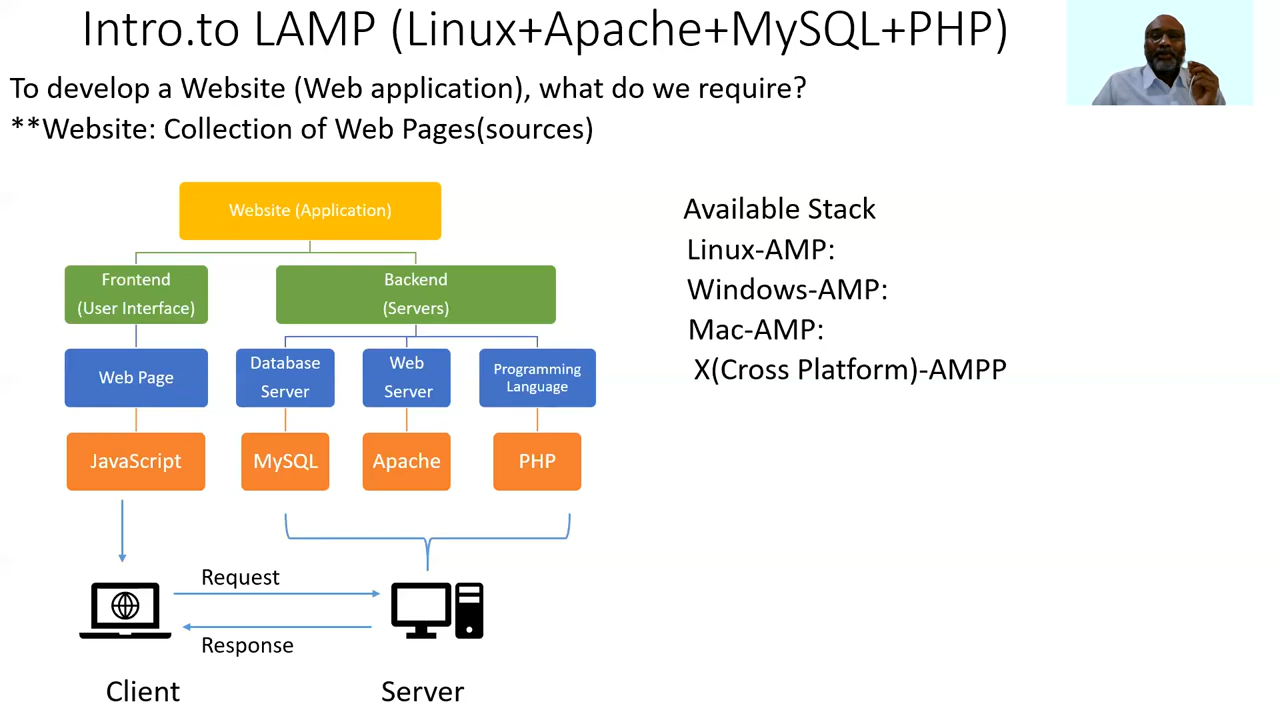 Intro.to LAMP (Linux+Apache+MySQL+PHP)
To develop a Website (Web application), what do we require?
**Website: Collection of Web Pages(sources)
Website (Application)
Frontend
(User Interface)
Backend
(Servers)
Web Page
Database
Server
Web
Server
Programming
Language
JavaScript
MySQL
Apache
PHP
Request
Response
Client
Server
Available Stack
Linux-AMP:
Windows-AMP:
Mac-AMP:
X(Cross Platform)-AMPP